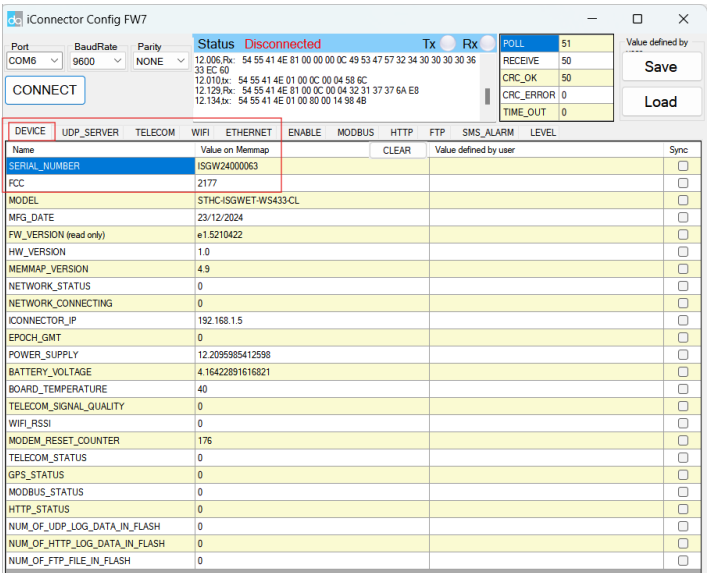 dq iConnector Config FW7
Port BaudRate Parity
COM6 9600 NONE
CONNECT
Status Disconnected Tx Rx
12.006,Rx: 54 55 41 4E 81 00 00 00 0C 49 53 47 57 32 34 30 30 30 30 36
33 EC 60
12.010,tx: 54 55 41 4E 01 00 0C 00 04 58 6C
12.129,Rx: 54 55 41 4E 81 00 0C 00 04 32 31 37 37 6A E8
12.134,tx: 54 55 41 4E 01 00 80 00 14 98 4B
POLL 51
RECEIVE 50
CRC_OK 50
CRC_ERROR 0
TIME_OUT 0
Value defined by
Save
Load
DEVICE UDP_SERVER TELECOM WIFI ETHERNET ENABLE MODBUS HTTP FTP SMS_ALARM LEVEL
Name Value on Memmap CLEAR Value defined by user Sync
SERIAL_NUMBER ISGW24000063
FCC 2177
MODEL STHC-ISGWET-WS433-CL
MFG_DATE 23/12/2024
FW_VERSION (read only) e1.5210422
HW_VERSION 1.0
MEMMAP_VERSION 4.9
NETWORK_STATUS 0
NETWORK_CONNECTING 0
ICONNECTOR_IP 192.168.1.5
EPOCH_GMT 0
POWER_SUPPLY 12.2095985412598
BATTERY_VOLTAGE 4.16422891616821
BOARD_TEMPERATURE 40
TELECOM_SIGNAL_QUALITY 0
WIFI_RSSI 0
MODEM_RESET_COUNTER 176
TELECOM_STATUS 0
GPS_STATUS 0
MODBUS_STATUS 0
HTTP_STATUS 0
NUM_OF_UDP_LOG_DATA_IN_FLASH 0
NUM_OF_HTTP_LOG_DATA_IN_FLASH 0
NUM_OF_FTP_FILE_IN_FLASH 0